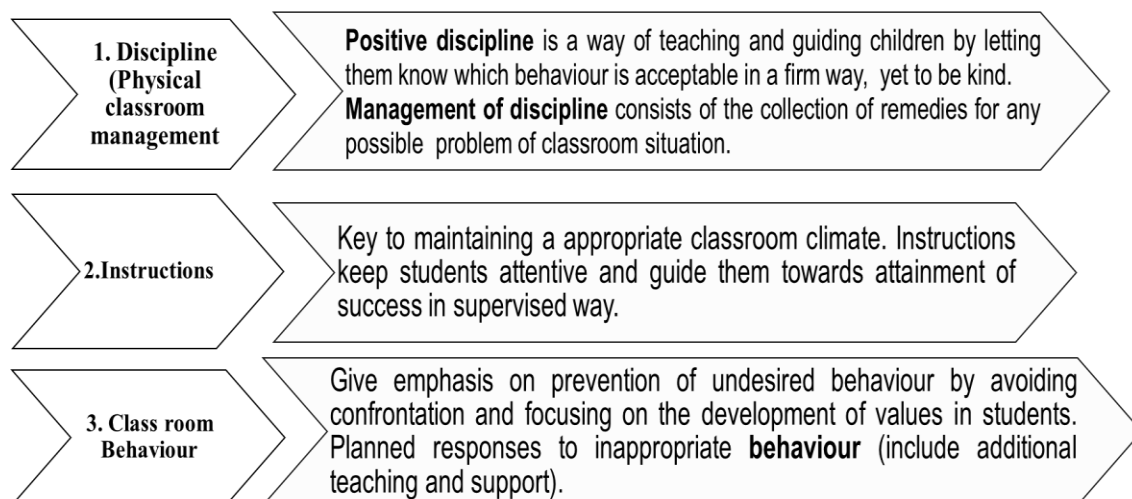 1. Discipline
(Physical
classroom
management
Positive discipline is a way of teaching and guiding children by letting
them know which behaviour is acceptable in a firm way, yet to be kind.
Management of discipline consists of the collection of remedies for any
possible problem of classroom situation.
2.Instructions
Key to maintaining a appropriate classroom climate. Instructions
keep students attentive and guide them towards attainment of
success in supervised way.
3. Class room
Behaviour
Give emphasis on prevention of undesired behaviour by avoiding
confrontation and focusing on the development of values in students.
Planned responses to inappropriate behaviour (include additional
teaching and support).